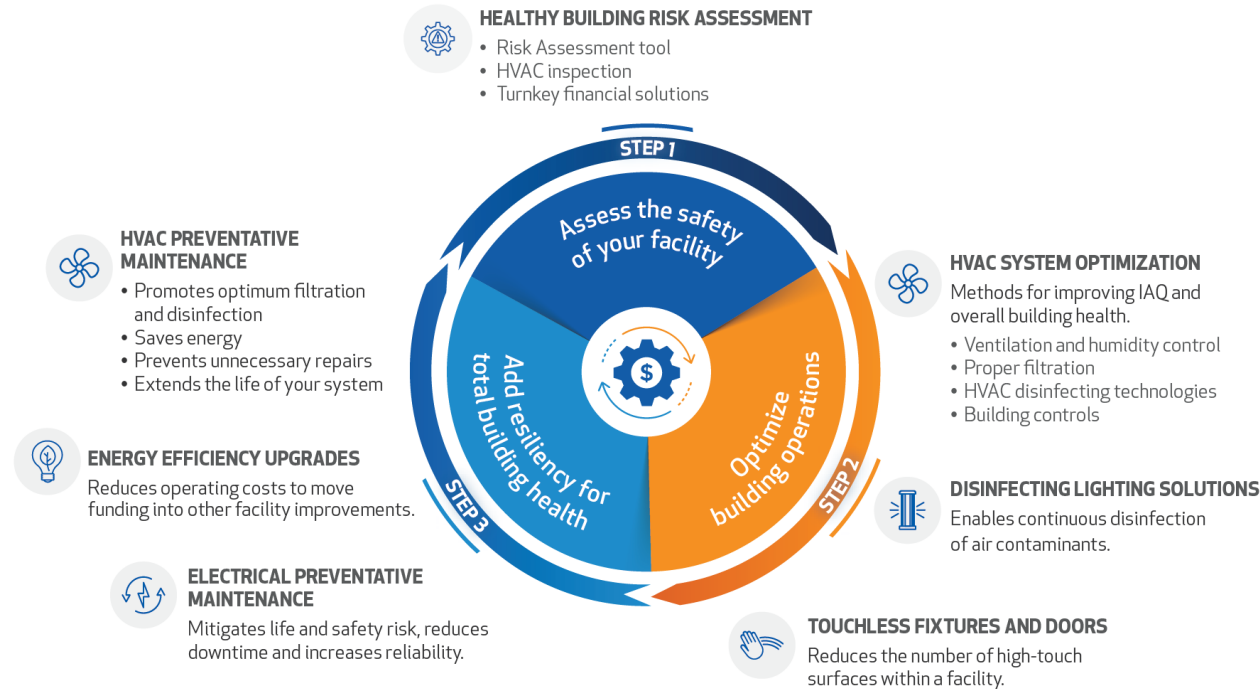 HEALTHY BUILDING RISK ASSESSMENT
• Risk Assessment tool
• HVAC inspection
• Turnkey financial solutions
STEP 1
Assess the safety
of your facility
HVAC SYSTEM OPTIMIZATION
Methods for improving IAQ and
overall building health.
• Ventilation and humidity control
• Proper filtration
• HVAC disinfecting technologies
• Building controls
STEP 2
Optimize
building operations
DISINFECTING LIGHTING SOLUTIONS
Enables continuous disinfection
of air contaminants.
TOUCHLESS FIXTURES AND DOORS
Reduces the number of high-touch
surfaces within a facility.
STEP 3
Add resiliency for
total building health
HVAC PREVENTATIVE
MAINTENANCE
• Promotes optimum filtration
and disinfection
• Saves energy
• Prevents unnecessary repairs
• Extends the life of your system
ENERGY EFFICIENCY UPGRADES
Reduces operating costs to move
funding into other facility improvements.
ELECTRICAL PREVENTATIVE
MAINTENANCE
Mitigates life and safety risk, reduces
downtime and increases reliability.
$